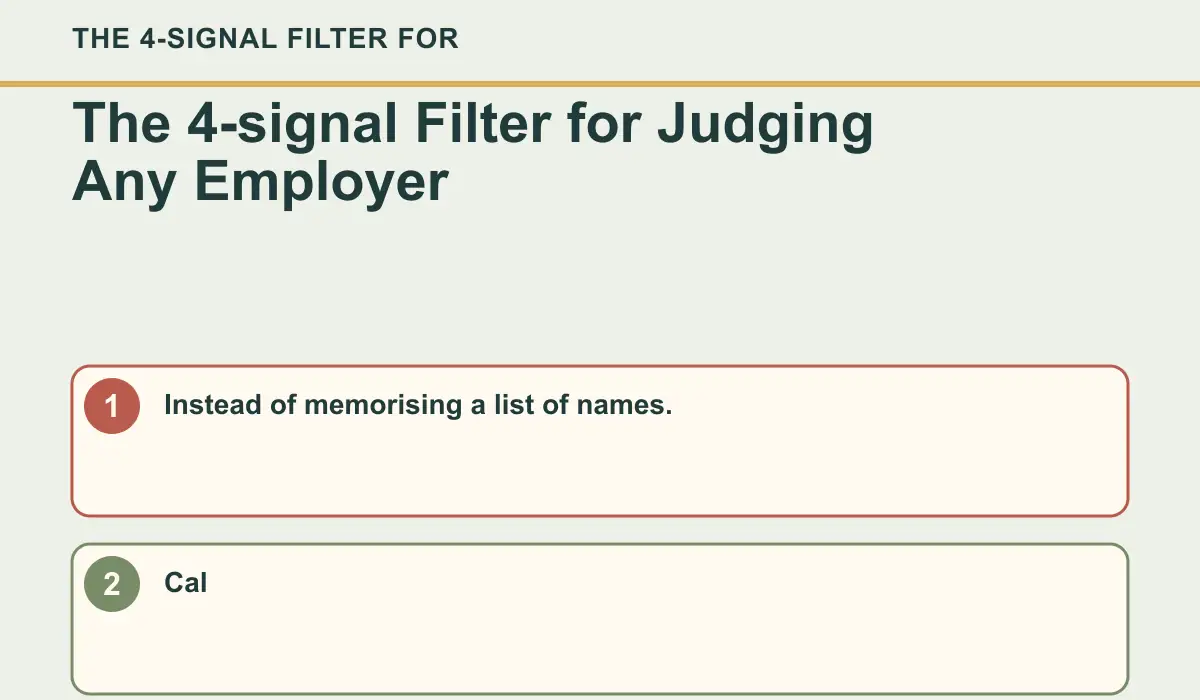 THE 4-SIGNAL FILTER FOR
The 4-signal Filter for Judging
Any Employer
1 Instead of memorising a list of names.
2 Cal